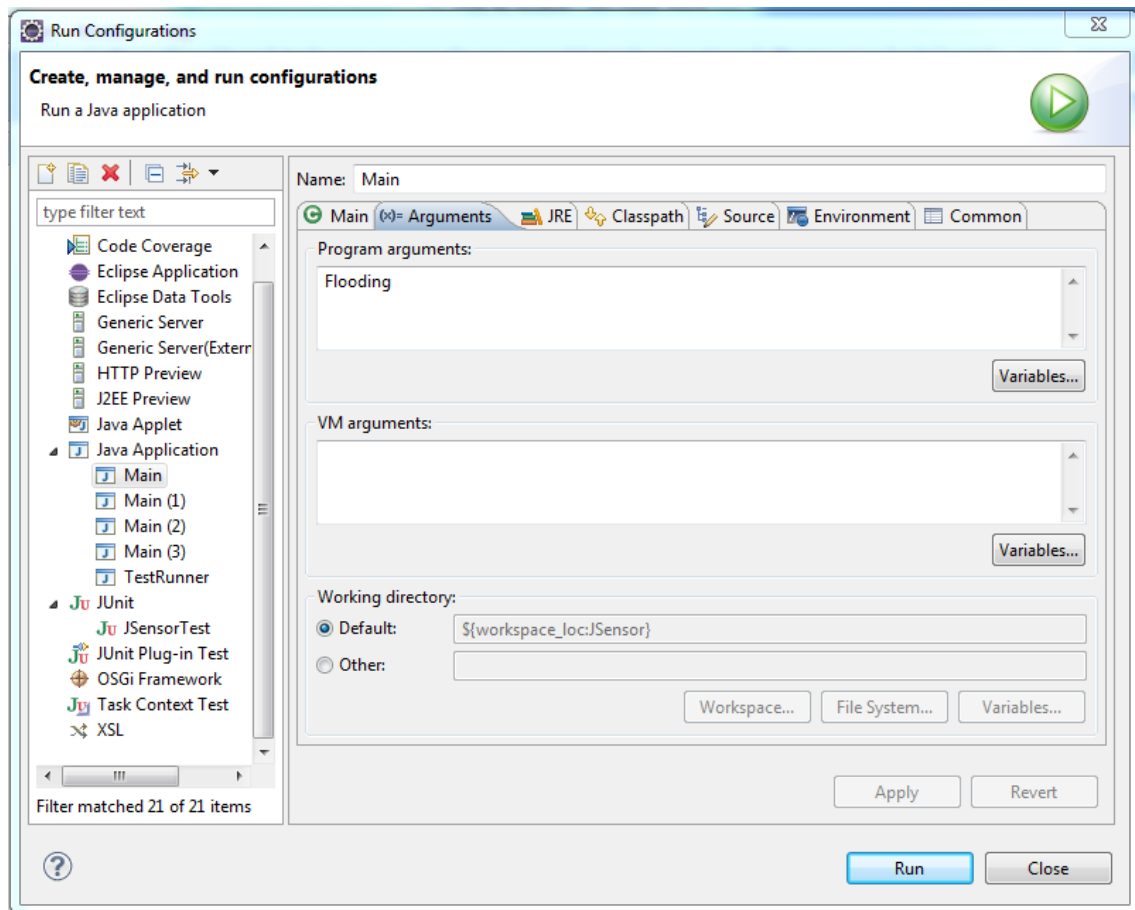 Run Configurations
Create, manage, and run configurations
Run a Java application
type filter text
Code Coverage
Eclipse Application
Eclipse Data Tools
Generic Server
Generic Server(Extern
HTTP Preview
J2EE Preview
Java Applet
Java Application
Main
Main (1)
Main (2)
Main (3)
TestRunner
Ju JUnit
Ju JSensorTest
JUnit Plug-in Test
OSGi Framework
Ju Task Context Test
XSL
Filter matched 21 of 21 items
Name: Main
Main (x)= Arguments JRE Classpath Source Environment Common
Program arguments:
Flooding
Variables...
VM arguments:
Variables...
Working directory:
Default: ${workspace_loc:JSensor}
Other:
Workspace... File System... Variables...
Apply Revert
? Run Close